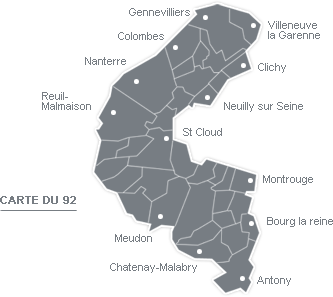 Gennevilliers
Villeneuve
la Garenne
Colombes
Nanterre
Clichy
Reuil-
Malmaison
Neuilly sur Seine
St Cloud
Montrouge
CARTE DU 92
Bourg la reine
Meudon
Chatenay-Malabry
Antony